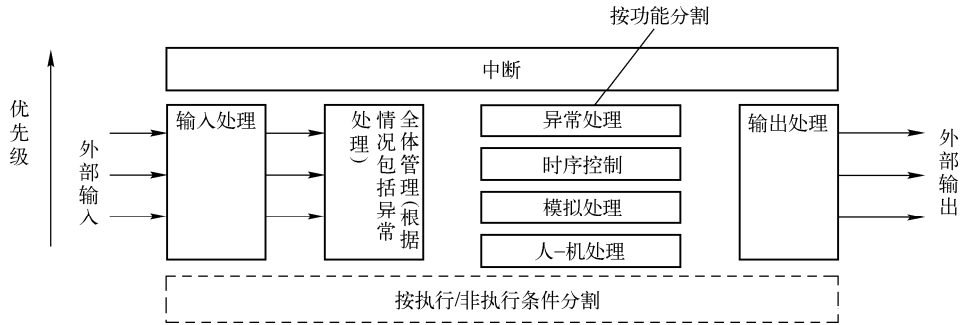 按功能分割
中断
优先级
外部输入
输入处理
全体管理(根据
情况包括异常
处理)
异常处理
时序控制
模拟处理
人-机处理
输出处理
外部输出
按执行/非执行条件分割